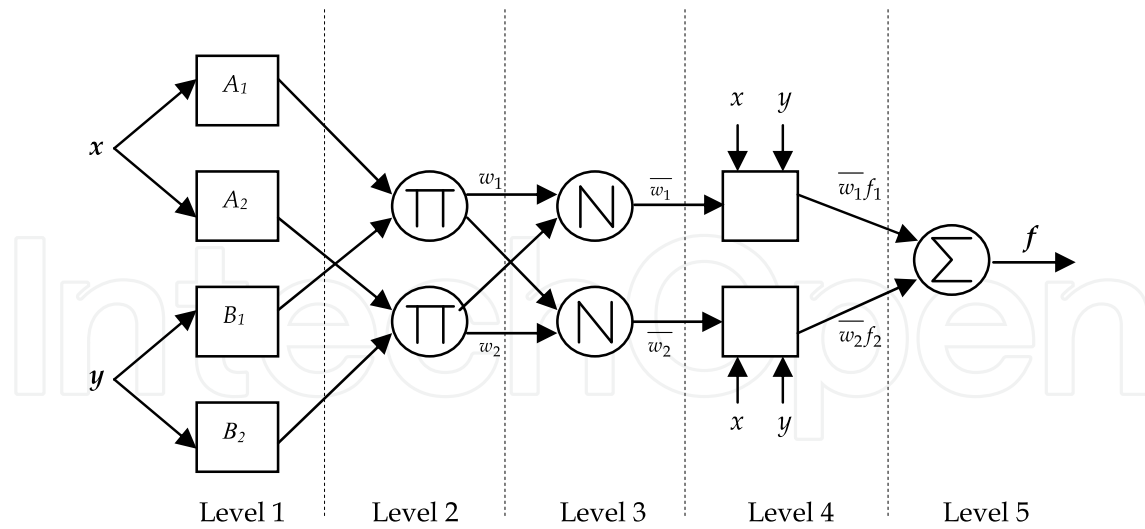 x
y
A1
A2
B1
B2
Π
Π
w1
w2
N
N
w̅1
w̅2
x y
x y
w̅1f1
w̅2f2
Σ
f
Level 1 Level 2 Level 3 Level 4 Level 5
IntechOpen